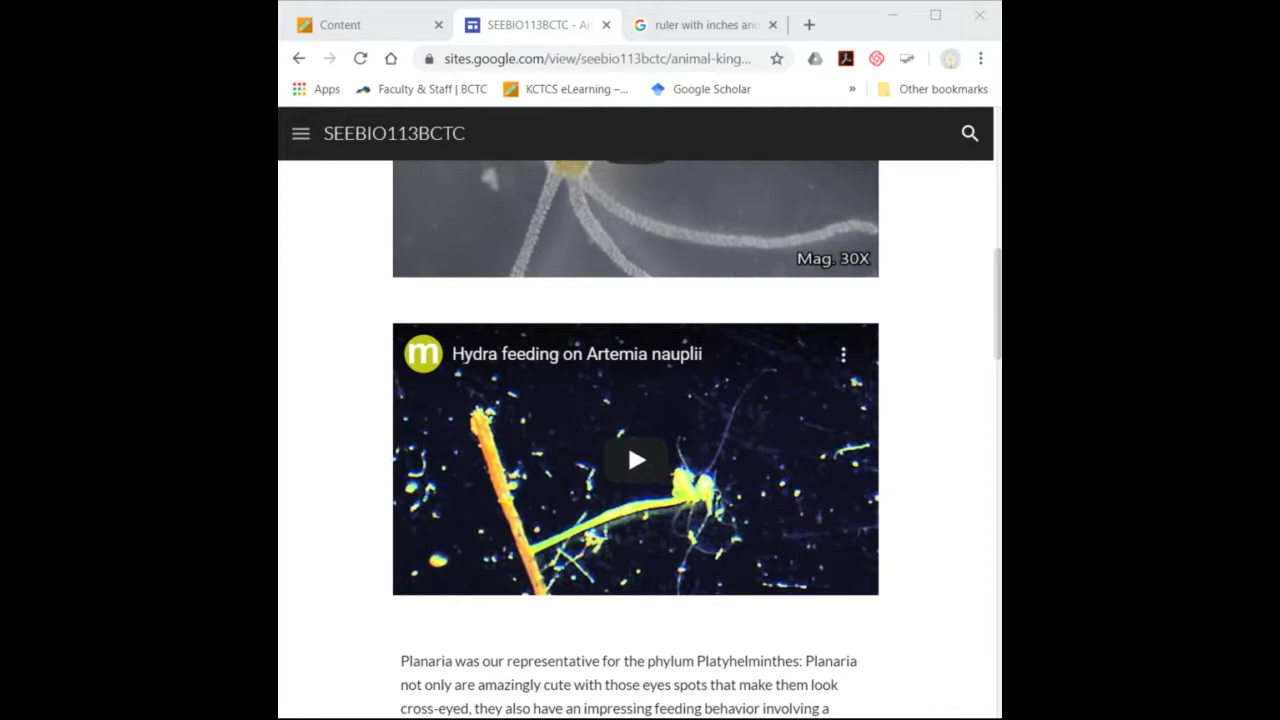 Content
SEEBIO113BCTC - An
ruler with inches and
sites.google.com/view/seebio113bctc/animal-king...
Apps
Faculty & Staff | BCTC
KCTCS eLearning –...
Google Scholar
»
Other bookmarks
SEEBIO113BCTC
Mag. 30X
m
Hydra feeding on Artemia nauplii
Planaria was our representative for the phylum Platyhelminthes: Planaria
not only are amazingly cute with those eyes spots that make them look
cross-eyed, they also have an impressing feeding behavior involving a